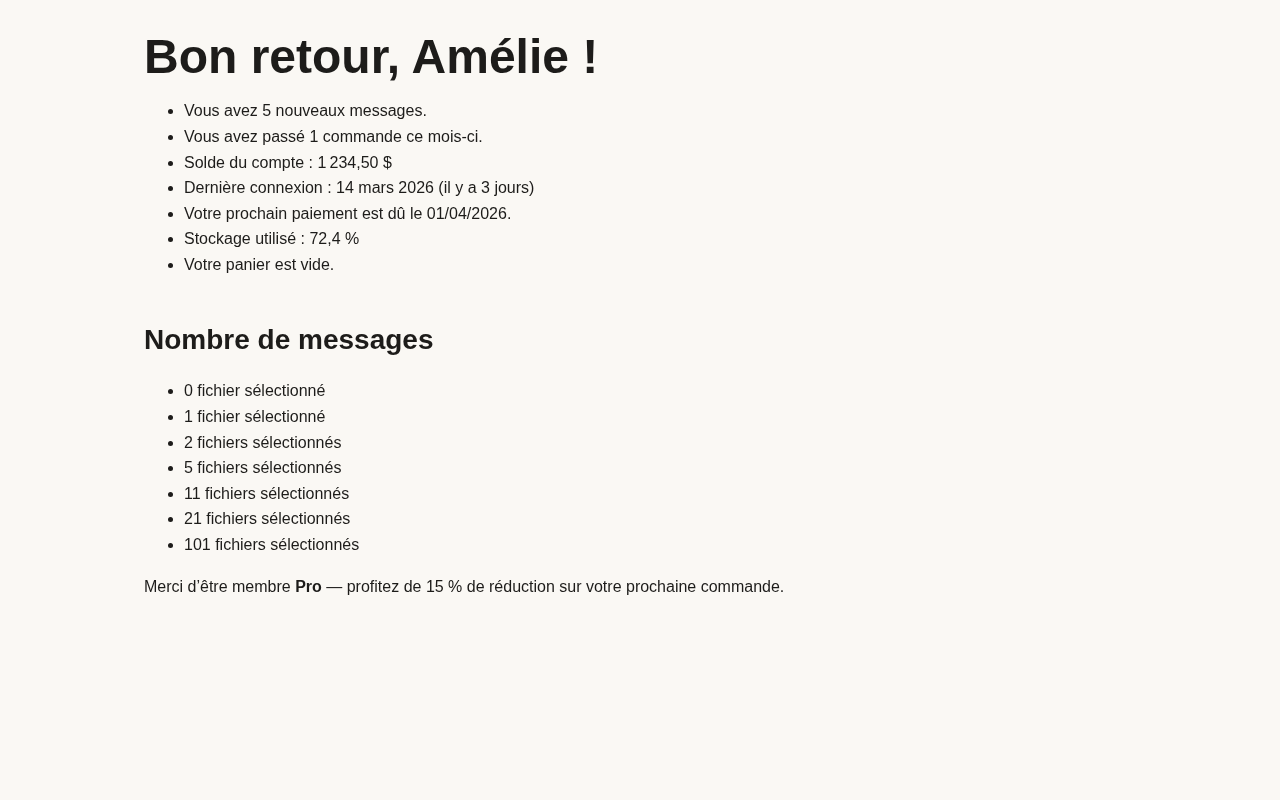 Bon retour, Amélie !
Vous avez 5 nouveaux messages.
Vous avez passé 1 commande ce mois-ci.
Solde du compte : 1 234,50 $
Dernière connexion : 14 mars 2026 (il y a 3 jours)
Votre prochain paiement est dû le 01/04/2026.
Stockage utilisé : 72,4 %
Votre panier est vide.
Nombre de messages
0 fichier sélectionné
1 fichier sélectionné
2 fichiers sélectionnés
5 fichiers sélectionnés
11 fichiers sélectionnés
21 fichiers sélectionnés
101 fichiers sélectionnés
Merci d’être membre Pro — profitez de 15 % de réduction sur votre prochaine commande.